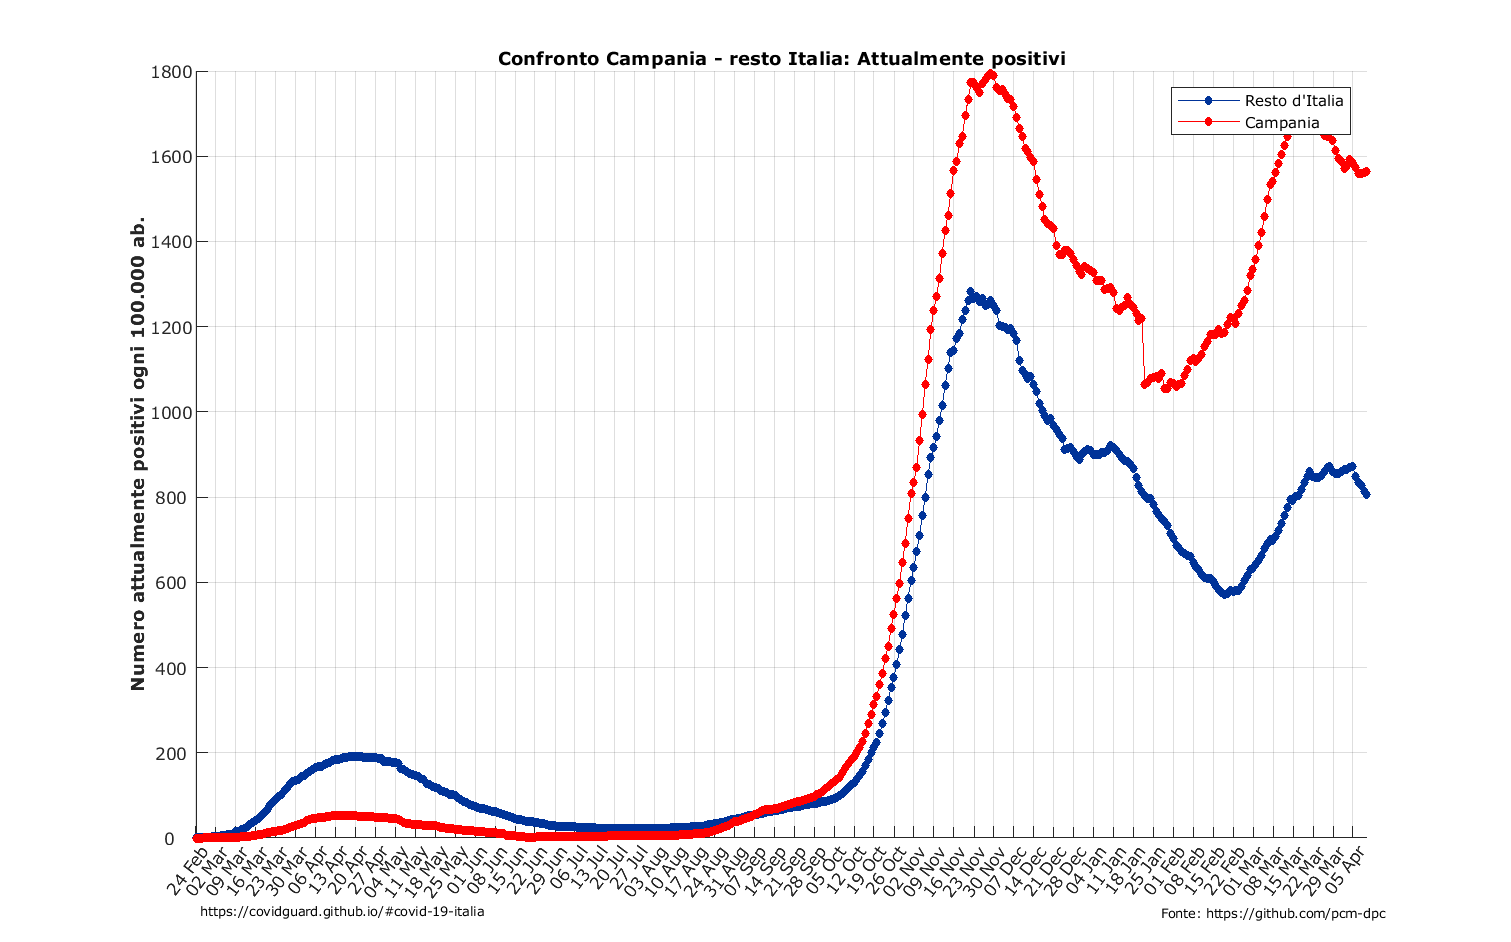 Confronto Campania - resto Italia: Attualmente positivi
Numero attualmente positivi ogni 100.000 ab.
1800
1600
1400
1200
1000
800
600
400
200
0
Resto d'Italia
Campania
24 Feb
02 Mar
09 Mar
16 Mar
23 Mar
30 Mar
06 Apr
13 Apr
20 Apr
27 Apr
04 May
11 May
18 May
25 May
01 Jun
08 Jun
15 Jun
22 Jun
29 Jun
06 Jul
13 Jul
20 Jul
27 Jul
03 Aug
10 Aug
17 Aug
24 Aug
31 Aug
07 Sep
14 Sep
21 Sep
28 Sep
05 Oct
12 Oct
19 Oct
26 Oct
02 Nov
09 Nov
16 Nov
23 Nov
30 Nov
07 Dec
14 Dec
21 Dec
28 Dec
04 Jan
11 Jan
18 Jan
25 Jan
01 Feb
08 Feb
15 Feb
22 Feb
01 Mar
08 Mar
15 Mar
22 Mar
29 Mar
05 Apr
https://covidguard.github.io/#covid-19-italia
Fonte: https://github.com/pcm-dpc